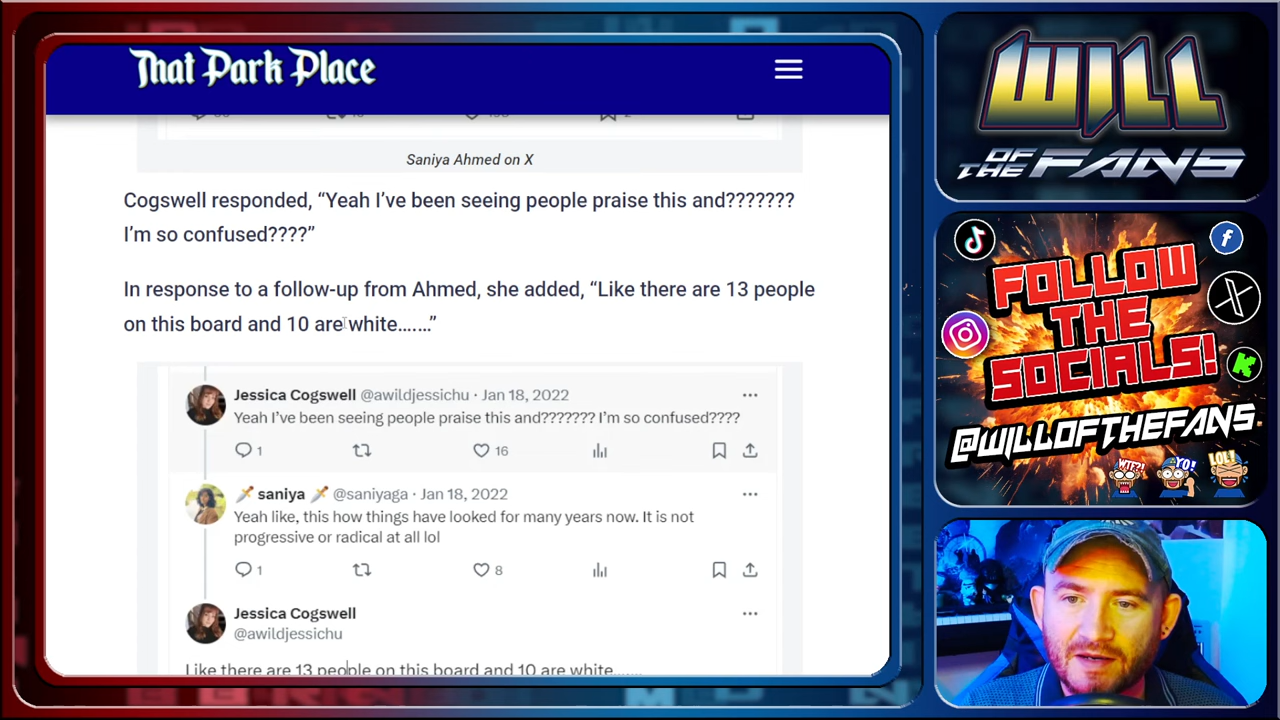 That Park Place
Saniya Ahmed on X
Cogswell responded, “Yeah I’ve been seeing people praise this and???????
I’m so confused????”
In response to a follow-up from Ahmed, she added, “Like there are 13 people
on this board and 10 are white…….”
Jessica Cogswell @awildjessichu · Jan 18, 2022
Yeah I’ve been seeing people praise this and??????? I’m so confused????
1
16
saniya @saniyaga · Jan 18, 2022
Yeah like, this how things have looked for many years now. It is not
progressive or radical at all lol
1
8
Jessica Cogswell
@awildjessichu
Like there are 13 people on this board and 10 are white.......
WILL
OF THE FANS
FOLLOW
THE
SOCIALS!
@WILLOFTHEFANS
WTF?!
YO!
LOL!